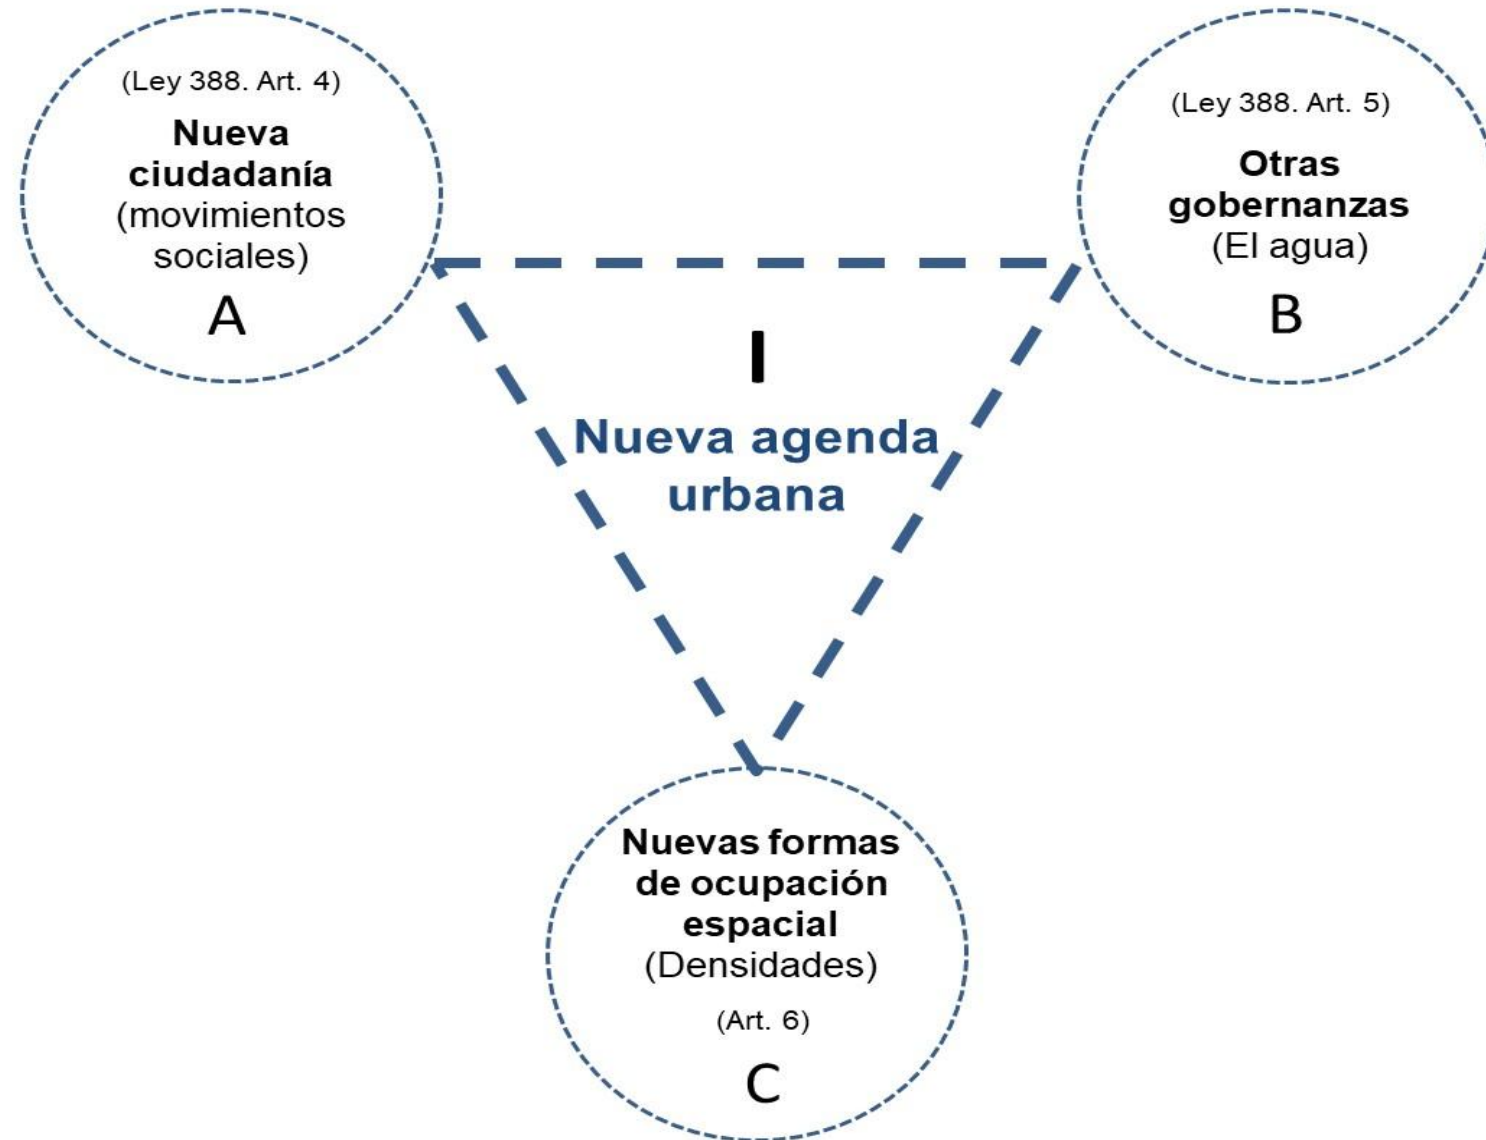 (Ley 388. Art. 4)
Nueva
ciudadanía
(movimientos
sociales)
A
(Ley 388. Art. 5)
Otras
gobernanzas
(El agua)
B
I
Nueva agenda
urbana
Nuevas formas
de ocupación
espacial
(Densidades)
(Art. 6)
C